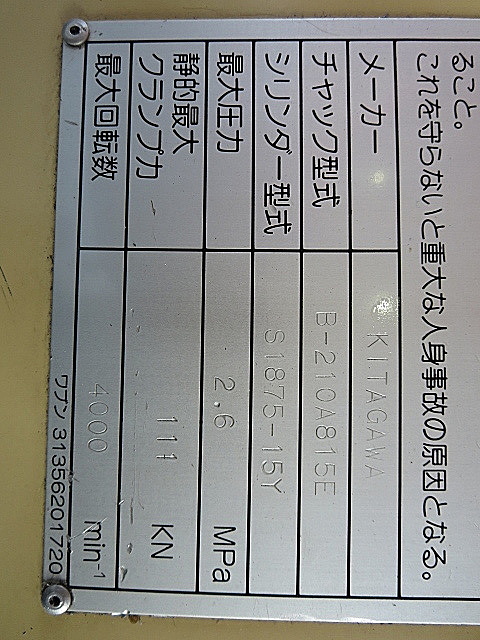 ること。
これを守らないと重大な人身事故の原因となる。
メーカー KITAGAWA
チャック型式 B-210A815E
シリンダー型式 S1875-15Y
最大圧力 2.6 MPa
静的最大
クランプ力 111 KN
最大回転数 4000 min⁻¹
ワブン 31356201720